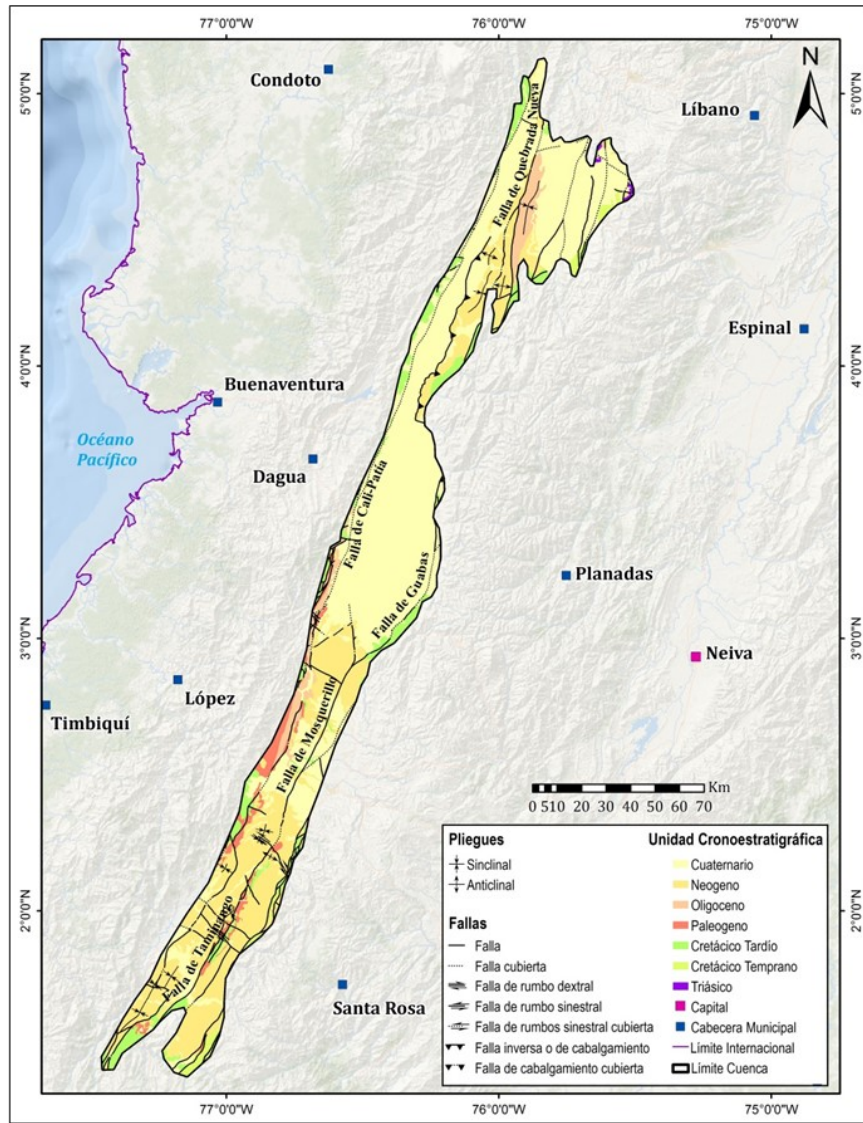 77°0'0"W
76°0'0"W
75°0'0"W
N
5°0'0"N
5°0'0"N
Condoto
Líbano
Falla de Quebrada Nueva
Espinal
4°0'0"N
4°0'0"N
Buenaventura
Océano
Pacífico
Dagua
Falla de Cali-Patía
Planadas
Falla de Guabas
3°0'0"N
3°0'0"N
Neiva
López
Timbiquí
Falla de Mosquerillo
Km
0 510 20 30 40 50 60 70
2°0'0"N
2°0'0"N
Falla de Taminango
Santa Rosa
Pliegues
Sinclinal
Anticlinal
Fallas
Falla
Falla cubierta
Falla de rumbo dextral
Falla de rumbo sinestral
Falla de rumbos sinestral cubierta
Falla inversa o de cabalgamiento
Falla de cabalgamiento cubierta
Unidad Cronoestratigráfica
Cuaternario
Neogeno
Oligoceno
Paleogeno
Cretácico Tardío
Cretácico Temprano
Triásico
Capital
Cabecera Municipal
Limite Internacional
Limite Cuenca
77°0'0"W
76°0'0"W
75°0'0"W